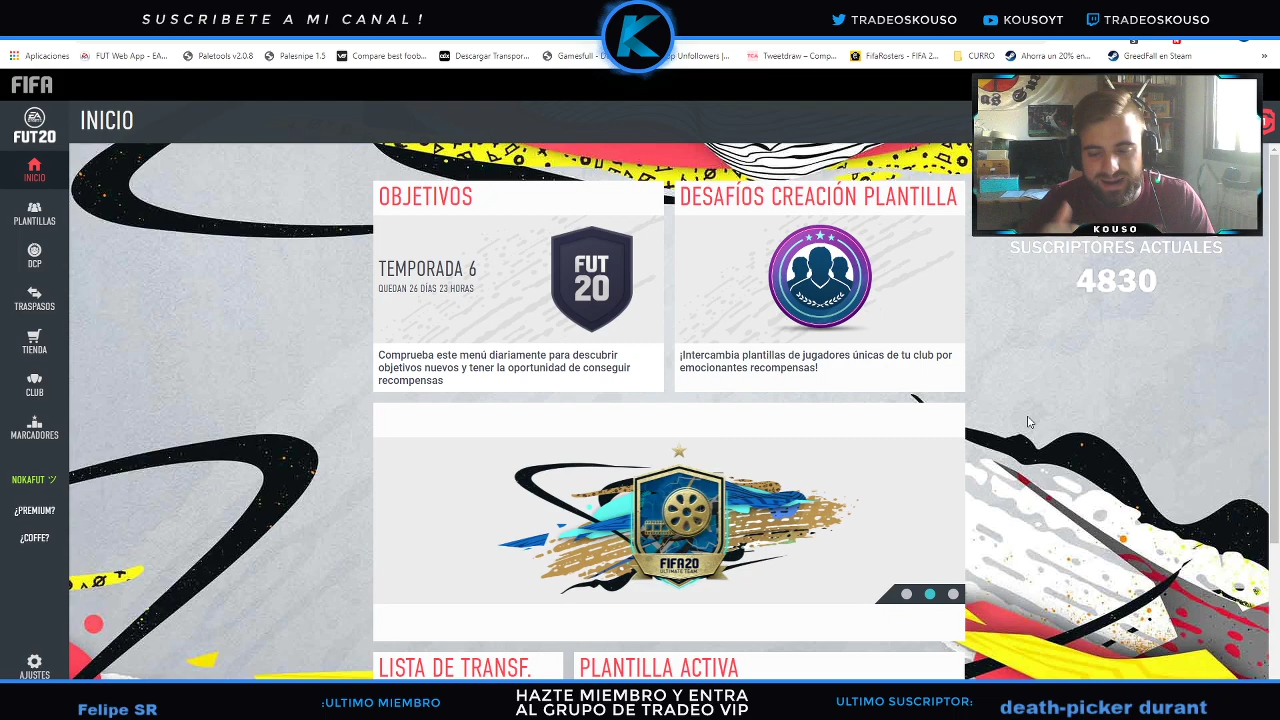 SUSCRIBETE A MI CANAL !
K
TRADEOSKOUSO
KOUSOYT
TRADEOSKOUSO
Aplicaciones
FUT Web App - EA...
Paletools v2.0.8
Palesnipe 1.5
Compare best foob...
Descargar Transpor...
Gamesfull - D
p Unfollowers |...
Tweetdraw – Comp...
FifaRosters - FIFA 2...
CURRO
Ahorra un 20% en...
GreedFall en Steam
»
FIFA
EA SPORTS
FUT20
INICIO
INICIO
PLANTILLAS
DCP
TRASPASOS
TIENDA
CLUB
MARCADORES
NOKAFUT ツ
¿PREMIUM?
¿COFFE?
AJUSTES
OBJETIVOS
TEMPORADA 6
QUEDAN 26 DÍAS 23 HORAS
FUT
20
Comprueba este menú diariamente para descubrir
objetivos nuevos y tener la oportunidad de conseguir
recompensas
DESAFÍOS CREACIÓN PLANTILLA
¡Intercambia plantillas de jugadores únicas de tu club por
emocionantes recompensas!
KOUSO
SUSCRIPTORES ACTUALES
4830
FIFA20
ULTIMATE TEAM
LISTA DE TRANSF.
PLANTILLA ACTIVA
Felipe SR
:ULTIMO MIEMBRO
HAZTE MIEMBRO Y ENTRA
AL GRUPO DE TRADEO VIP
ULTIMO SUSCRIPTOR:
death-picker durant